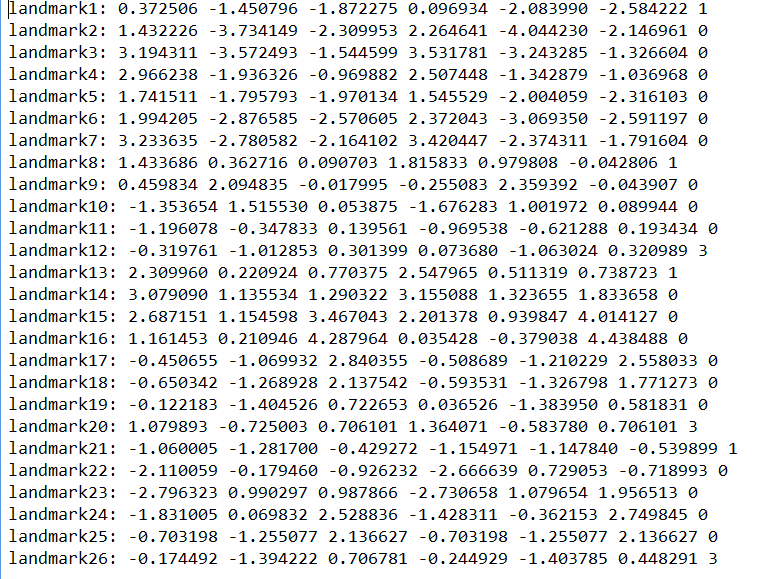 landmark1: 0.372506 -1.450796 -1.872275 0.096934 -2.083990 -2.584222 1
landmark2: 1.432226 -3.734149 -2.309953 2.264641 -4.044230 -2.146961 0
landmark3: 3.194311 -3.572493 -1.544599 3.531781 -3.243285 -1.326604 0
landmark4: 2.966238 -1.936326 -0.969882 2.507448 -1.342879 -1.036968 0
landmark5: 1.741511 -1.795793 -1.970134 1.545529 -2.004059 -2.316103 0
landmark6: 1.994205 -2.876585 -2.570605 2.372043 -3.069350 -2.591197 0
landmark7: 3.233635 -2.780582 -2.164102 3.420447 -2.374311 -1.791604 0
landmark8: 1.433686 0.362716 0.090703 1.815833 0.979808 -0.042806 1
landmark9: 0.459834 2.094835 -0.017995 -0.255083 2.359392 -0.043907 0
landmark10: -1.353654 1.515530 0.053875 -1.676283 1.001972 0.089944 0
landmark11: -1.196078 -0.347833 0.139561 -0.969538 -0.621288 0.193434 0
landmark12: -0.319761 -1.012853 0.301399 0.073680 -1.063024 0.320989 3
landmark13: 2.309960 0.220924 0.770375 2.547965 0.511319 0.738723 1
landmark14: 3.079090 1.135534 1.290322 3.155088 1.323655 1.833658 0
landmark15: 2.687151 1.154598 3.467043 2.201378 0.939847 4.014127 0
landmark16: 1.161453 0.210946 4.287964 0.035428 -0.379038 4.438488 0
landmark17: -0.450655 -1.069932 2.840355 -0.508689 -1.210229 2.558033 0
landmark18: -0.650342 -1.268928 2.137542 -0.593531 -1.326798 1.771273 0
landmark19: -0.122183 -1.404526 0.722653 0.036526 -1.383950 0.581831 0
landmark20: 1.079893 -0.725003 0.706101 1.364071 -0.583780 0.706101 3
landmark21: -1.060005 -1.281700 -0.429272 -1.154971 -1.147840 -0.539899 1
landmark22: -2.110059 -0.179460 -0.926232 -2.666639 0.729053 -0.718993 0
landmark23: -2.796323 0.990297 0.987866 -2.730658 1.079654 1.956513 0
landmark24: -1.831005 0.069832 2.528836 -1.428311 -0.362153 2.749845 0
landmark25: -0.703198 -1.255077 2.136627 -0.703198 -1.255077 2.136627 0
landmark26: -0.174492 -1.394222 0.706781 -0.244929 -1.403785 0.448291 3